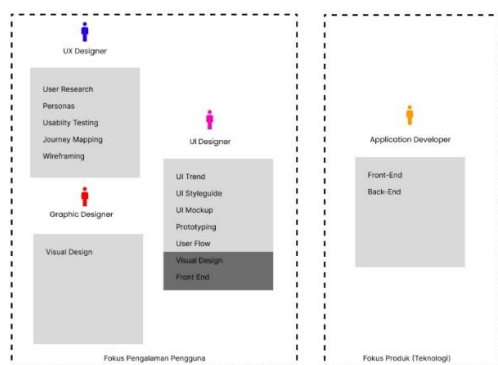 UX Designer
User Research
Personas
Usablity Testing
Journey Mapping
Wireframing
Graphic Designer
Visual Design
UI Designer
UI Trend
UI Styleguide
UI Mockup
Prototyping
User Flow
Visual Design
Front End
Fokus Pengalaman Pengguna
Application Developer
Front-End
Back-End
Fokus Produk (Teknologi)